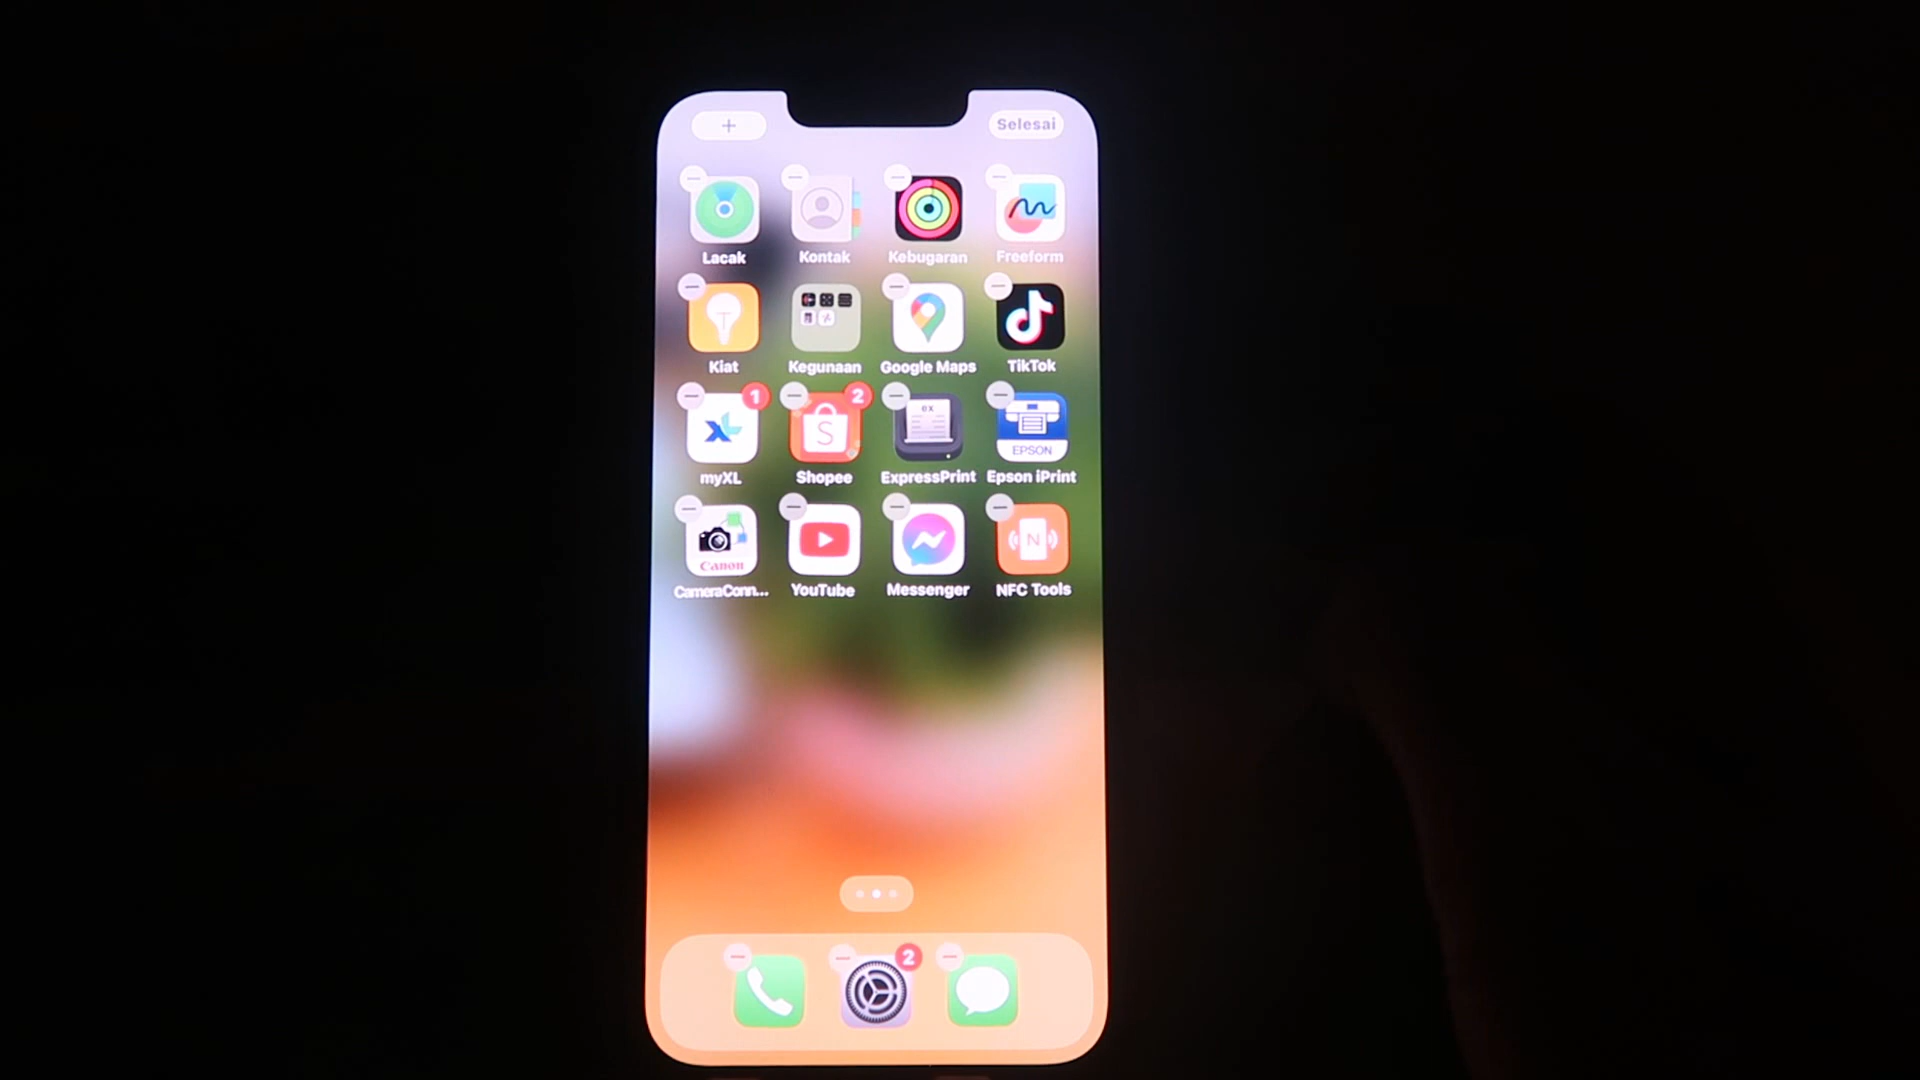 + Selesai
Lacak Kontak Kebugaran Freeform
Kiat Kegunaan Google Maps TikTok
1 2
X L S ex EPSON
myXL Shopee ExpressPrint Epson iPrint
Canon N
CameraConn... YouTube Messenger NFC Tools
2